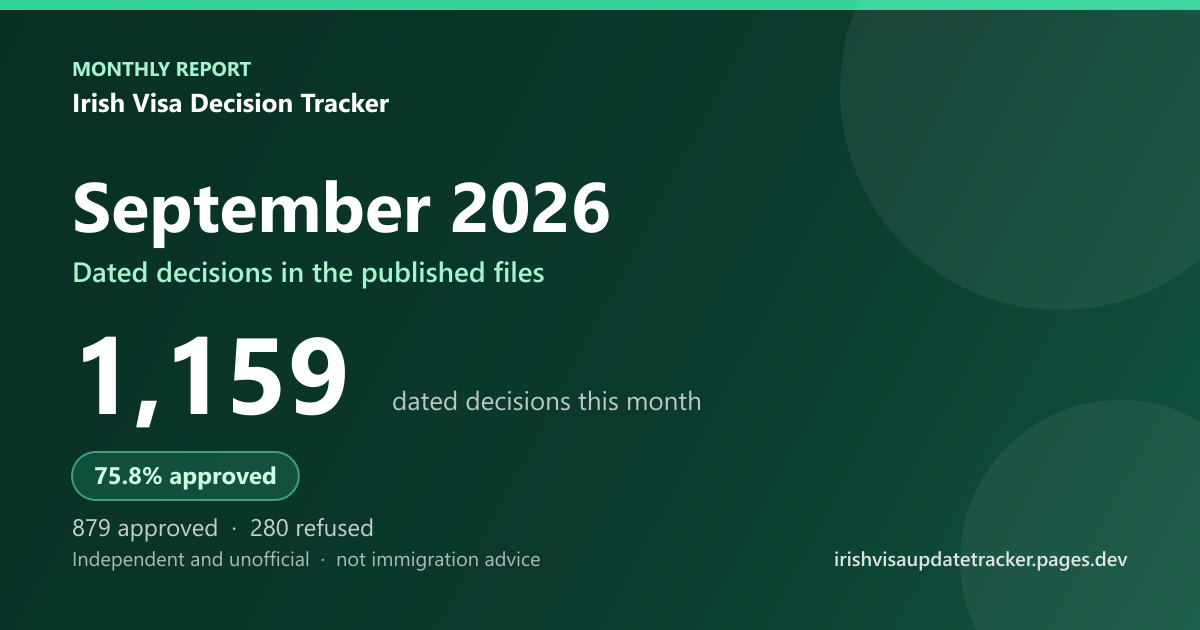 MONTHLY REPORT
Irish Visa Decision Tracker
September 2026
Dated decisions in the published files
1,159 dated decisions this month
75.8% approved
879 approved · 280 refused
Independent and unofficial · not immigration advice
irishvisaupdatetracker.pages.dev